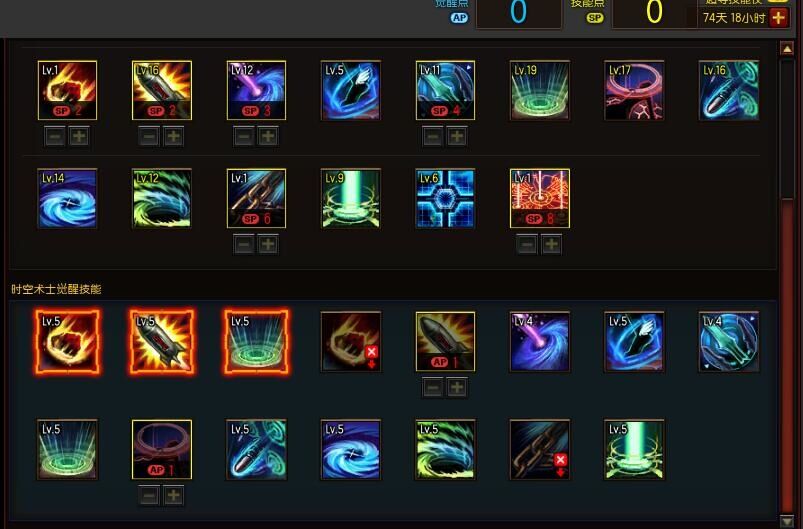 觉醒点 技能点
AP 0 SP 0 74天 18小时
Lv.1 Lv.16 Lv.12 Lv.5 Lv.11 Lv.19 Lv.17 Lv.16
SP 2 SP 2 SP 3 SP 4
Lv.14 Lv.12 Lv.1 Lv.9 Lv.6 Lv.1
SP 6 SP 8
时空术士觉醒技能
Lv.5 Lv.5 Lv.5 Lv.4 Lv.5 Lv.4
AP 1
Lv.5 Lv.5 Lv.5 Lv.5 Lv.5
AP 1